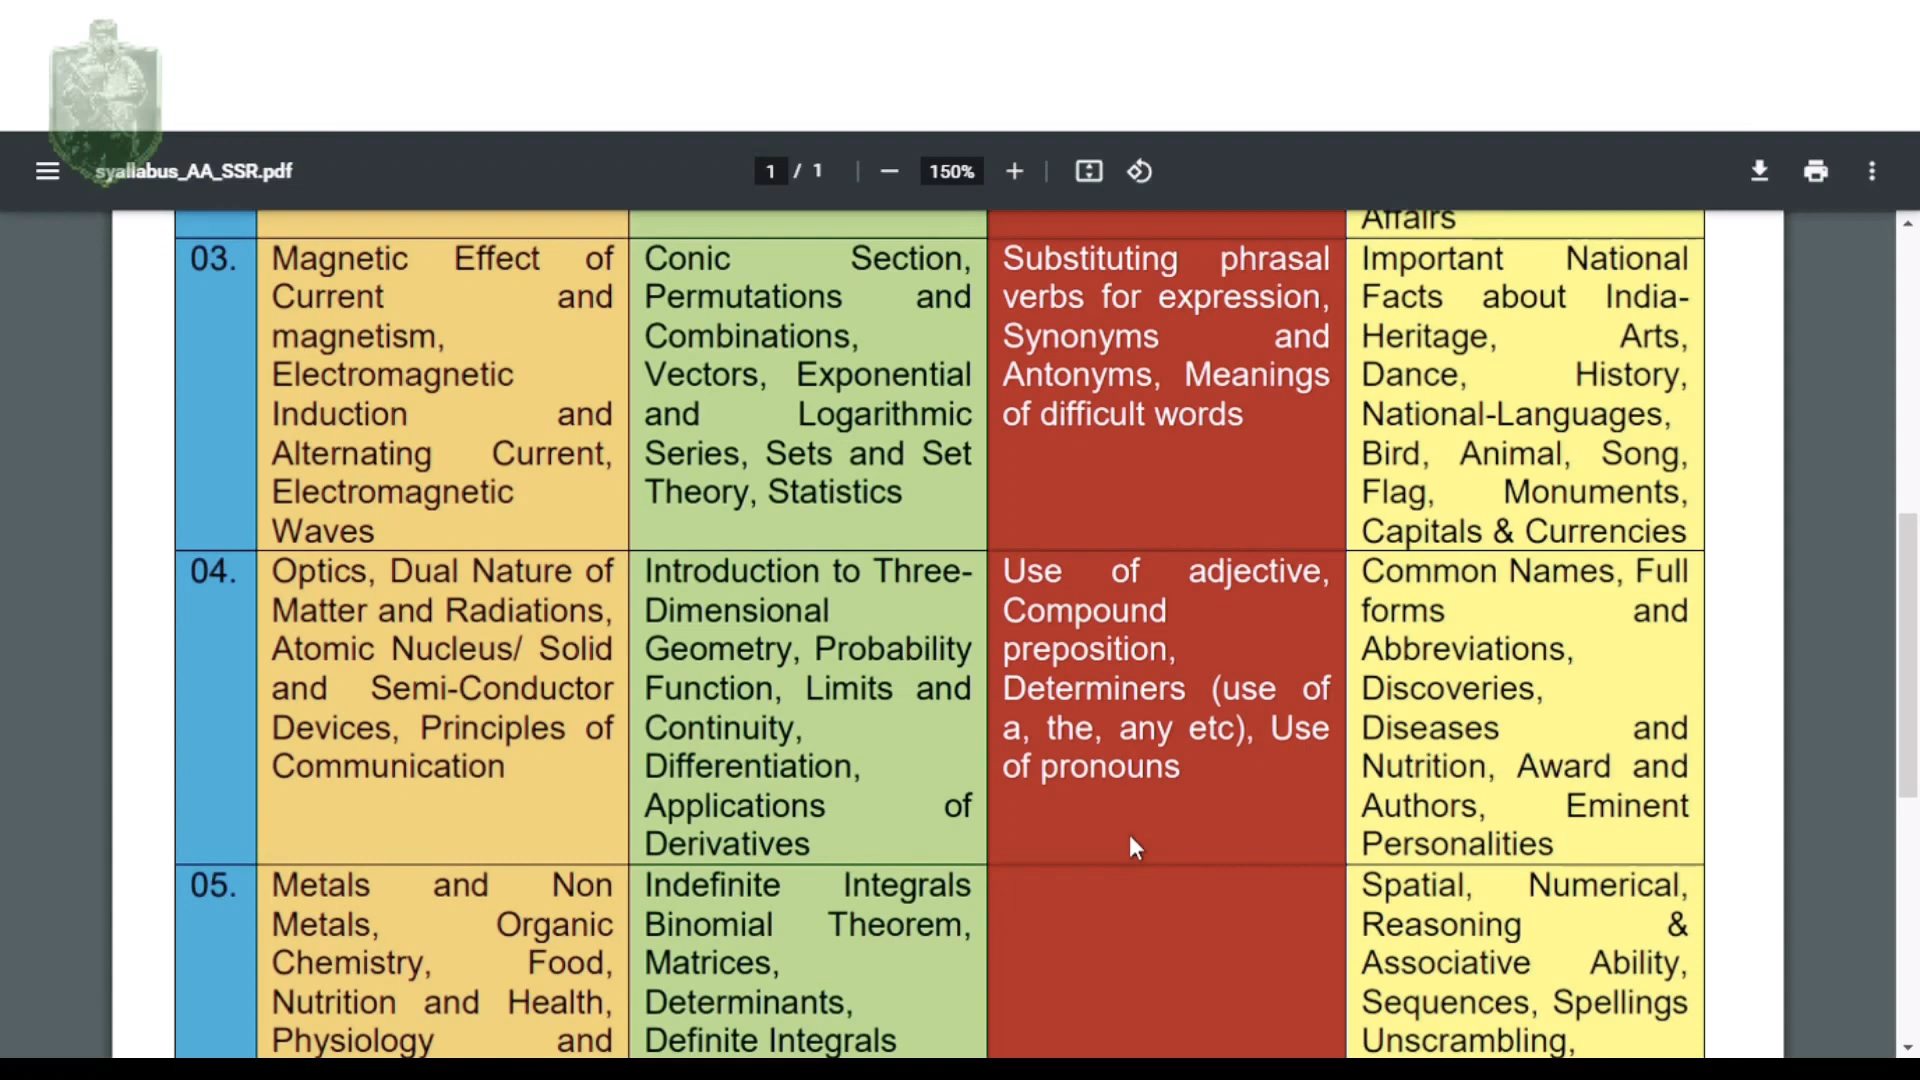 syallabus_AA_SSR.pdf
1 / 1
150%
Affairs
03.
Magnetic Effect of
Current and
magnetism,
Electromagnetic
Induction and
Alternating Current,
Electromagnetic
Waves
Conic Section,
Permutations and
Combinations,
Vectors, Exponential
and Logarithmic
Series, Sets and Set
Theory, Statistics
Substituting phrasal
verbs for expression,
Synonyms and
Antonyms, Meanings
of difficult words
Important National
Facts about India-
Heritage, Arts,
Dance, History,
National-Languages,
Bird, Animal, Song,
Flag, Monuments,
Capitals & Currencies
04.
Optics, Dual Nature of
Matter and Radiations,
Atomic Nucleus/ Solid
and Semi-Conductor
Devices, Principles of
Communication
Introduction to Three-
Dimensional
Geometry, Probability
Function, Limits and
Continuity,
Differentiation,
Applications of
Derivatives
Use of adjective,
Compound
preposition,
Determiners (use of
a, the, any etc), Use
of pronouns
Common Names, Full
forms and
Abbreviations,
Discoveries,
Diseases and
Nutrition, Award and
Authors, Eminent
Personalities
05.
Metals and Non
Metals, Organic
Chemistry, Food,
Nutrition and Health,
Physiology and
Indefinite Integrals
Binomial Theorem,
Matrices,
Determinants,
Definite Integrals
Spatial, Numerical,
Reasoning &
Associative Ability,
Sequences, Spellings
Unscrambling,